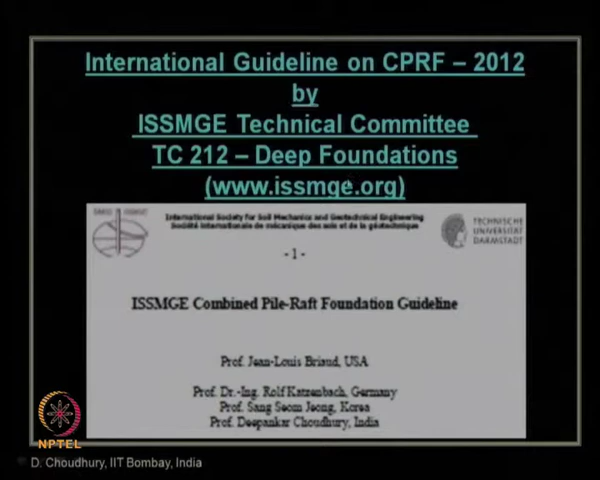 International Guideline on CPRF – 2012
by
ISSMGE Technical Committee
TC 212 – Deep Foundations
(www.issmge.org)
International Society for Soil Mechanics and Geotechnical Engineering
Société Internationale de mécanique des sols et de la géotechnique
TECHNISCHE
UNIVERSITÄT
DARMSTADT
- 1 -
ISSMGE Combined Pile-Raft Foundation Guideline
Prof. Jean-Louis Briaud, USA
Prof. Dr.-Ing. Rolf Katzenbach, Germany
Prof. Sang Seom Jeong, Korea
Prof. Deepankar Choudhury, India
NPTEL
D. Choudhury, IIT Bombay, India